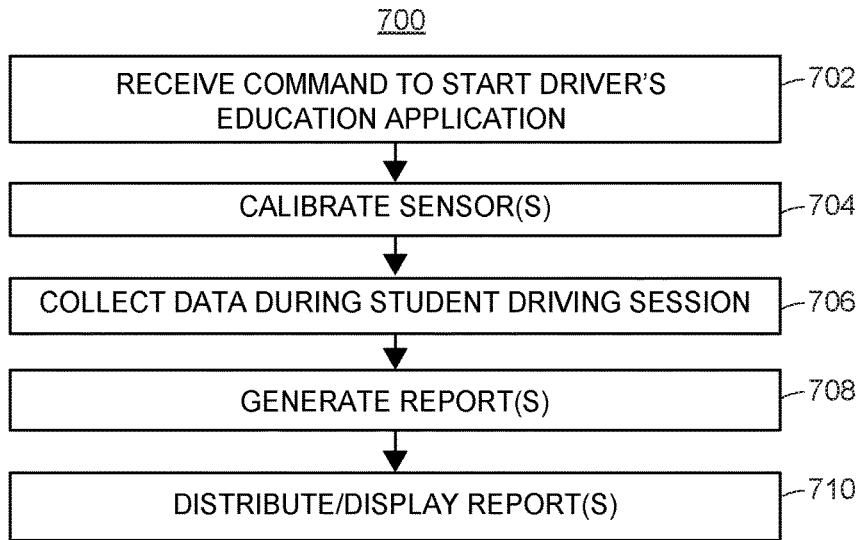 700
RECEIVE COMMAND TO START DRIVER'S
EDUCATION APPLICATION
702
CALIBRATE SENSOR(S)
704
COLLECT DATA DURING STUDENT DRIVING SESSION
706
GENERATE REPORT(S)
708
DISTRIBUTE/DISPLAY REPORT(S)
710